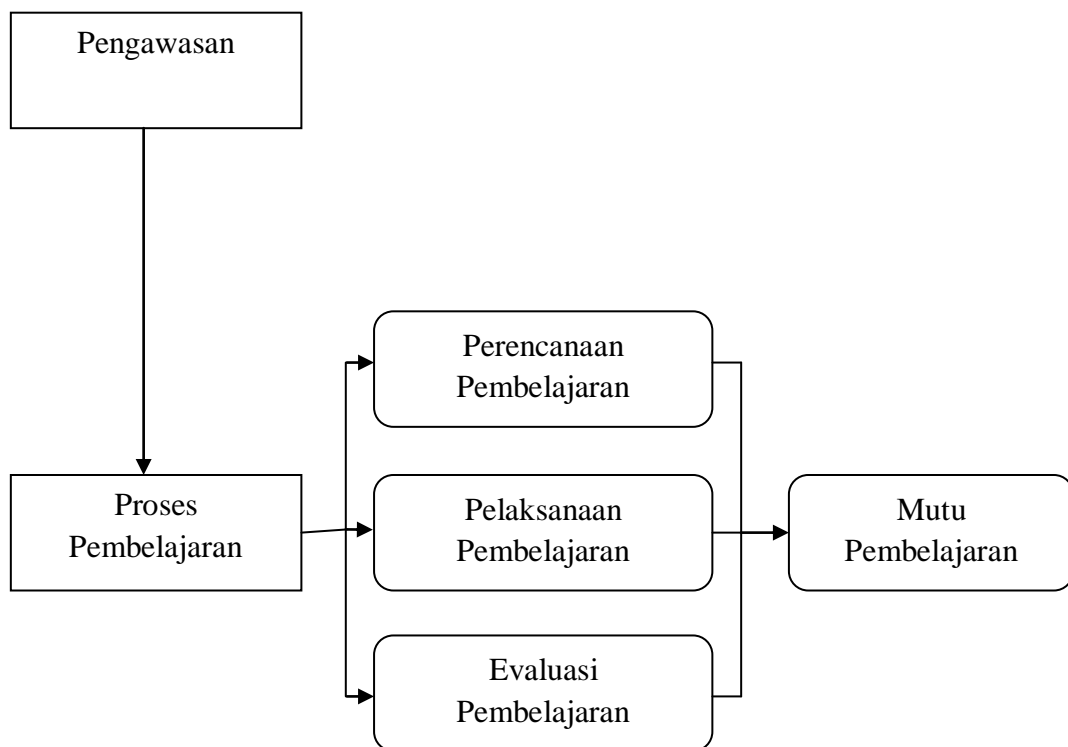 Pengawasan
Perencanaan
Pembelajaran
Proses
Pembelajaran
Pelaksanaan
Pembelajaran
Mutu
Pembelajaran
Evaluasi
Pembelajaran